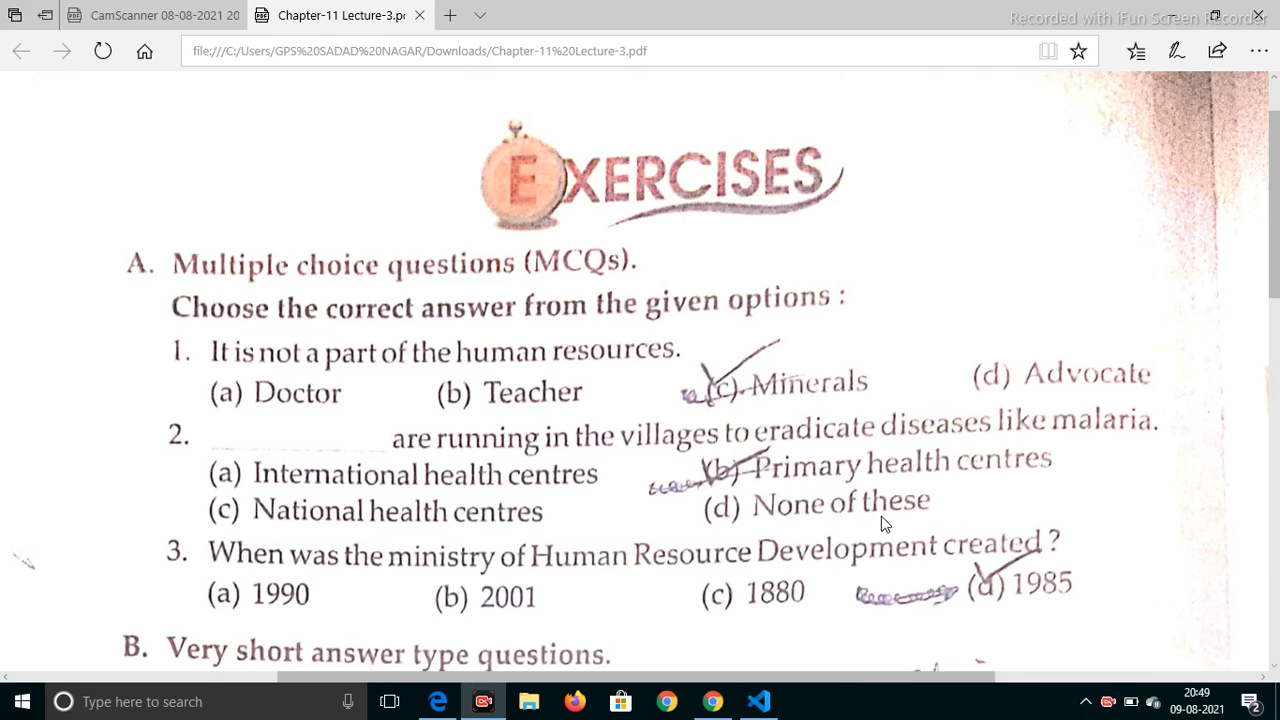 CamScanner 08-08-2021 20
Chapter-11 Lecture-3.pdf
Recorded with iFun Screen Recorder
file:///C:/Users/GPS%20SADAD%20NAGAR/Downloads/Chapter-11%20Lecture-3.pdf
EXERCISES
A. Multiple choice questions (MCQs).
Choose the correct answer from the given options :
1. It is not a part of the human resources.
(a) Doctor (b) Teacher (c) Minerals (d) Advocate
2. ____________ are running in the villages to eradicate diseases like malaria.
(a) International health centres (b) Primary health centres
(c) National health centres (d) None of these
3. When was the ministry of Human Resource Development created ?
(a) 1990 (b) 2001 (c) 1880 (d) 1985
B. Very short answer type questions.
Type here to search
20:49
09-08-2021
2